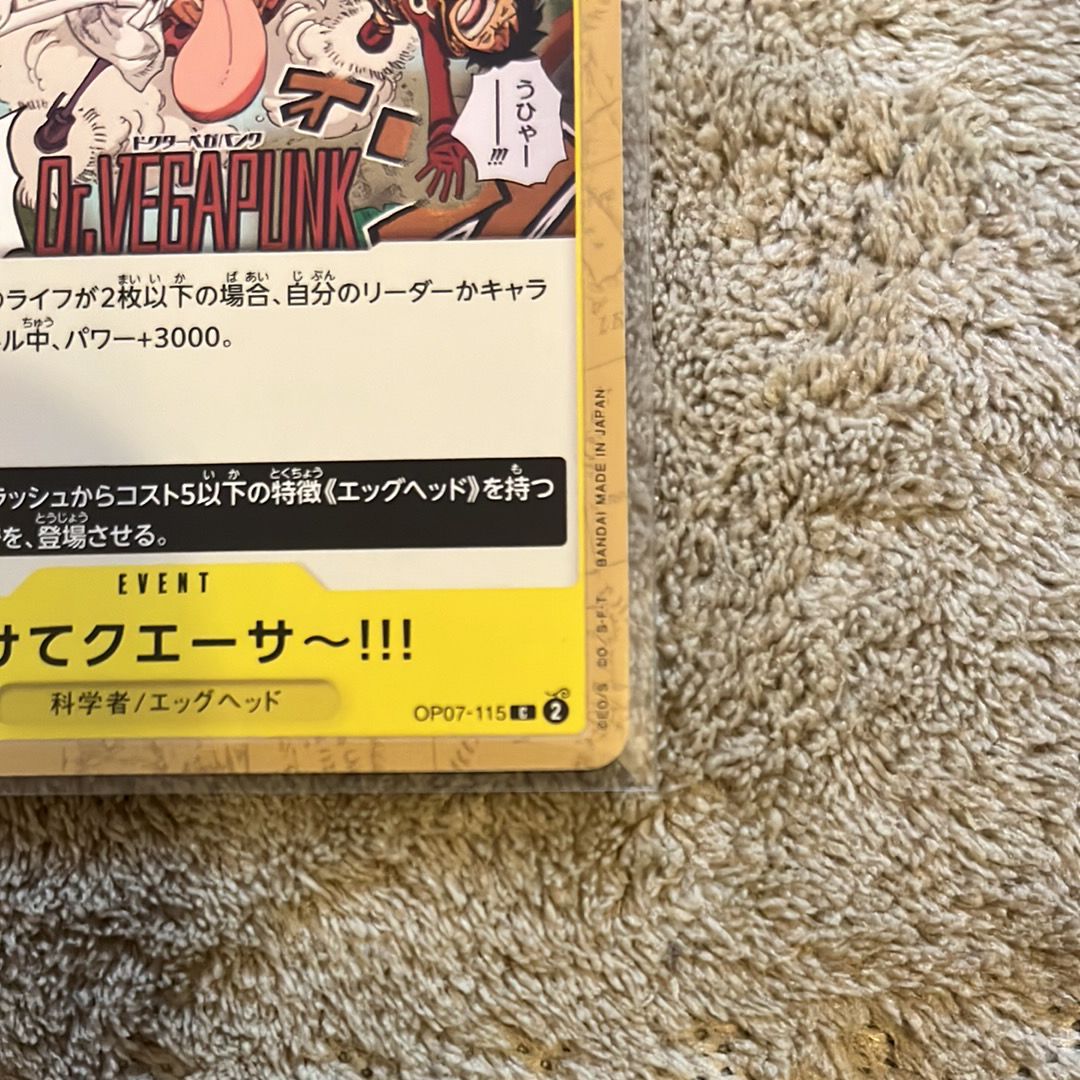 オ
うひゃー
———!!!
ドクターベガパンク
Dr.VEGAPUNK
のライフが2枚以下の場合、自分のリーダーかキャラ
ル中、パワー+3000。
ラッシュからコスト5以下の特徴《エッグヘッド》を持つ
を、登場させる。
EVENT
けてクエーサ〜!!!
科学者/エッグヘッド
OP07-115 C 2
©EO/S ©O/S・F・T BANDAI MADE IN JAPAN